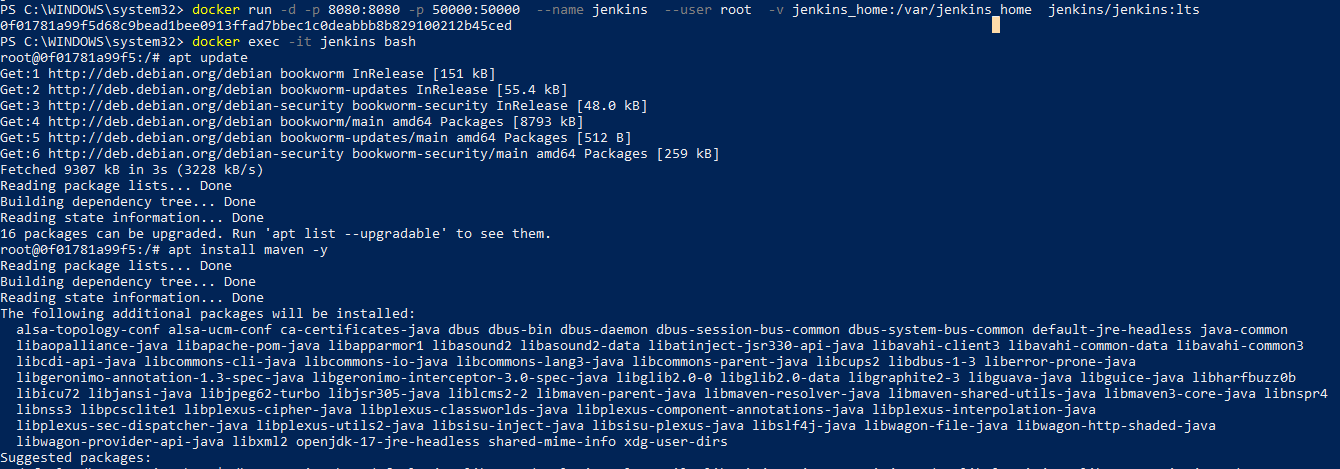 PS C:\WINDOWS\system32> docker run -d -p 8080:8080 -p 50000:50000 --name jenkins --user root -v jenkins_home:/var/jenkins_home jenkins/jenkins:lts
0f01781a99f5d68c9bead1bee0913ffad7bbec1c0deabbb8b829100212b45ced
PS C:\WINDOWS\system32> docker exec -it jenkins bash
root@0f01781a99f5:/# apt update
Get:1 http://deb.debian.org/debian bookworm InRelease [151 kB]
Get:2 http://deb.debian.org/debian bookworm-updates InRelease [55.4 kB]
Get:3 http://deb.debian.org/debian-security bookworm-security InRelease [48.0 kB]
Get:4 http://deb.debian.org/debian bookworm/main amd64 Packages [8793 kB]
Get:5 http://deb.debian.org/debian bookworm-updates/main amd64 Packages [512 B]
Get:6 http://deb.debian.org/debian-security bookworm-security/main amd64 Packages [259 kB]
Fetched 9307 kB in 3s (3228 kB/s)
Reading package lists... Done
Building dependency tree... Done
Reading state information... Done
16 packages can be upgraded. Run 'apt list --upgradable' to see them.
root@0f01781a99f5:/# apt install maven -y
Reading package lists... Done
Building dependency tree... Done
Reading state information... Done
The following additional packages will be installed:
alsa-topology-conf alsa-ucm-conf ca-certificates-java dbus dbus-bin dbus-daemon dbus-session-bus-common dbus-system-bus-common default-jre-headless java-common
libaopalliance-java libapache-pom-java libapparmor1 libasound2 libasound2-data libatinject-jsr330-api-java libavahi-client3 libavahi-common-data libavahi-common3
libcdi-api-java libcommons-cli-java libcommons-io-java libcommons-lang3-java libcommons-parent-java libcups2 libdbus-1-3 liberror-prone-java
libgeronimo-annotation-1.3-spec-java libgeronimo-interceptor-3.0-spec-java libglib2.0-0 libglib2.0-data libgraphite2-3 libguava-java libguice-java libharfbuzz0b
libicu72 libjansi-java libjpeg62-turbo libjsr305-java liblcms2-2 libmaven-parent-java libmaven-resolver-java libmaven-shared-utils-java libmaven3-core-java libnspr4
libnss3 libpcsclite1 libplexus-cipher-java libplexus-classworlds-java libplexus-component-annotations-java libplexus-interpolation-java
libplexus-sec-dispatcher-java libplexus-utils2-java libsisu-inject-java libsisu-plexus-java libslf4j-java libwagon-file-java libwagon-http-shaded-java
libwagon-provider-api-java libxml2 openjdk-17-jre-headless shared-mime-info xdg-user-dirs
Suggested packages: